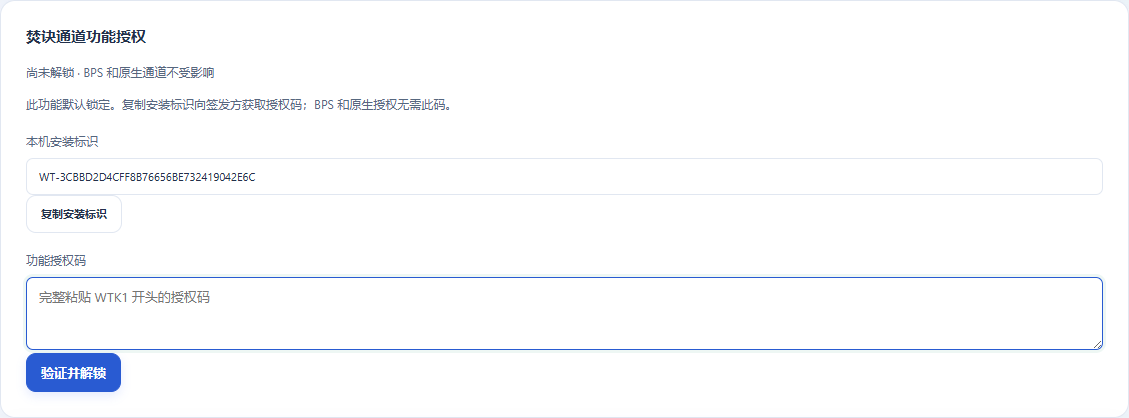 焚诀通道功能授权
尚未解锁 · BPS 和原生通道不受影响
此功能默认锁定。复制安装标识向签发方获取授权码；BPS 和原生授权无需此码。
本机安装标识
WT-3CBBD2D4CFF8B76656BE732419042E6C
复制安装标识
功能授权码
完整粘贴 WTK1 开头的授权码
验证并解锁